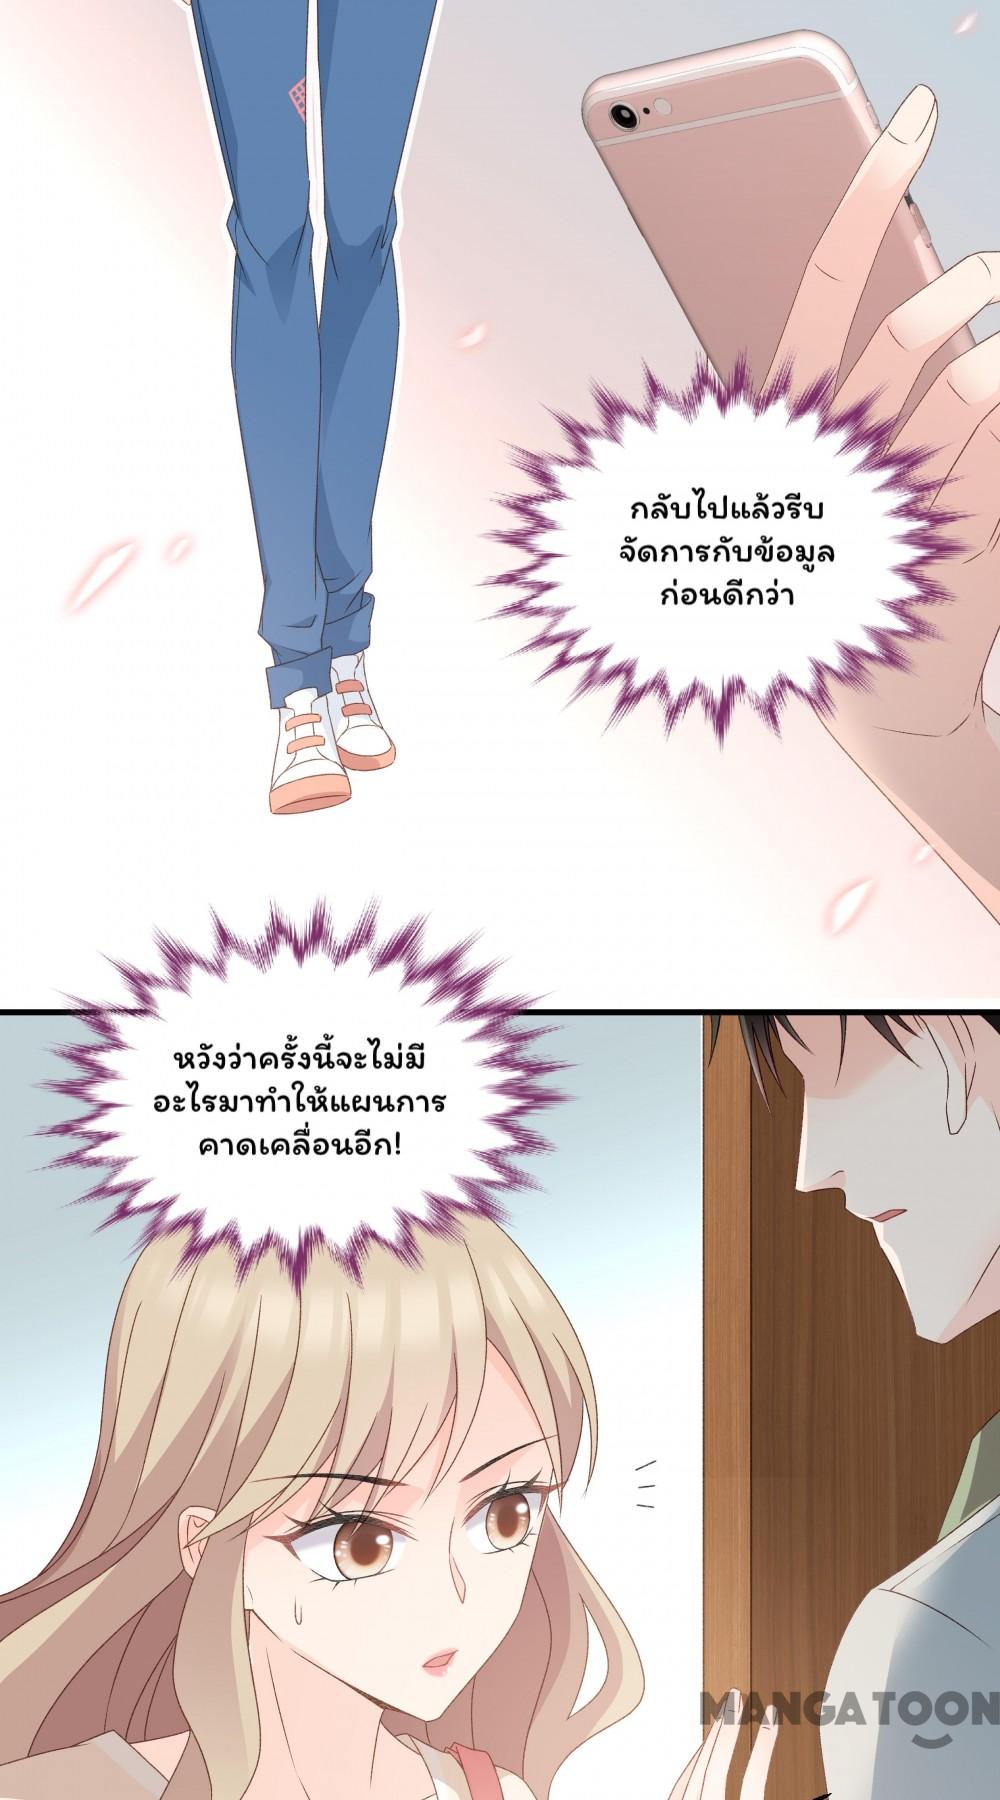 กลับไปแล้วรีบ
จัดการกับข้อมูล
ก่อนดีกว่า
หวังว่าครั้งนี้จะไม่มี
อะไรมาทำให้แผนการ
คาดเคลื่อนอีก!
MANGATOON